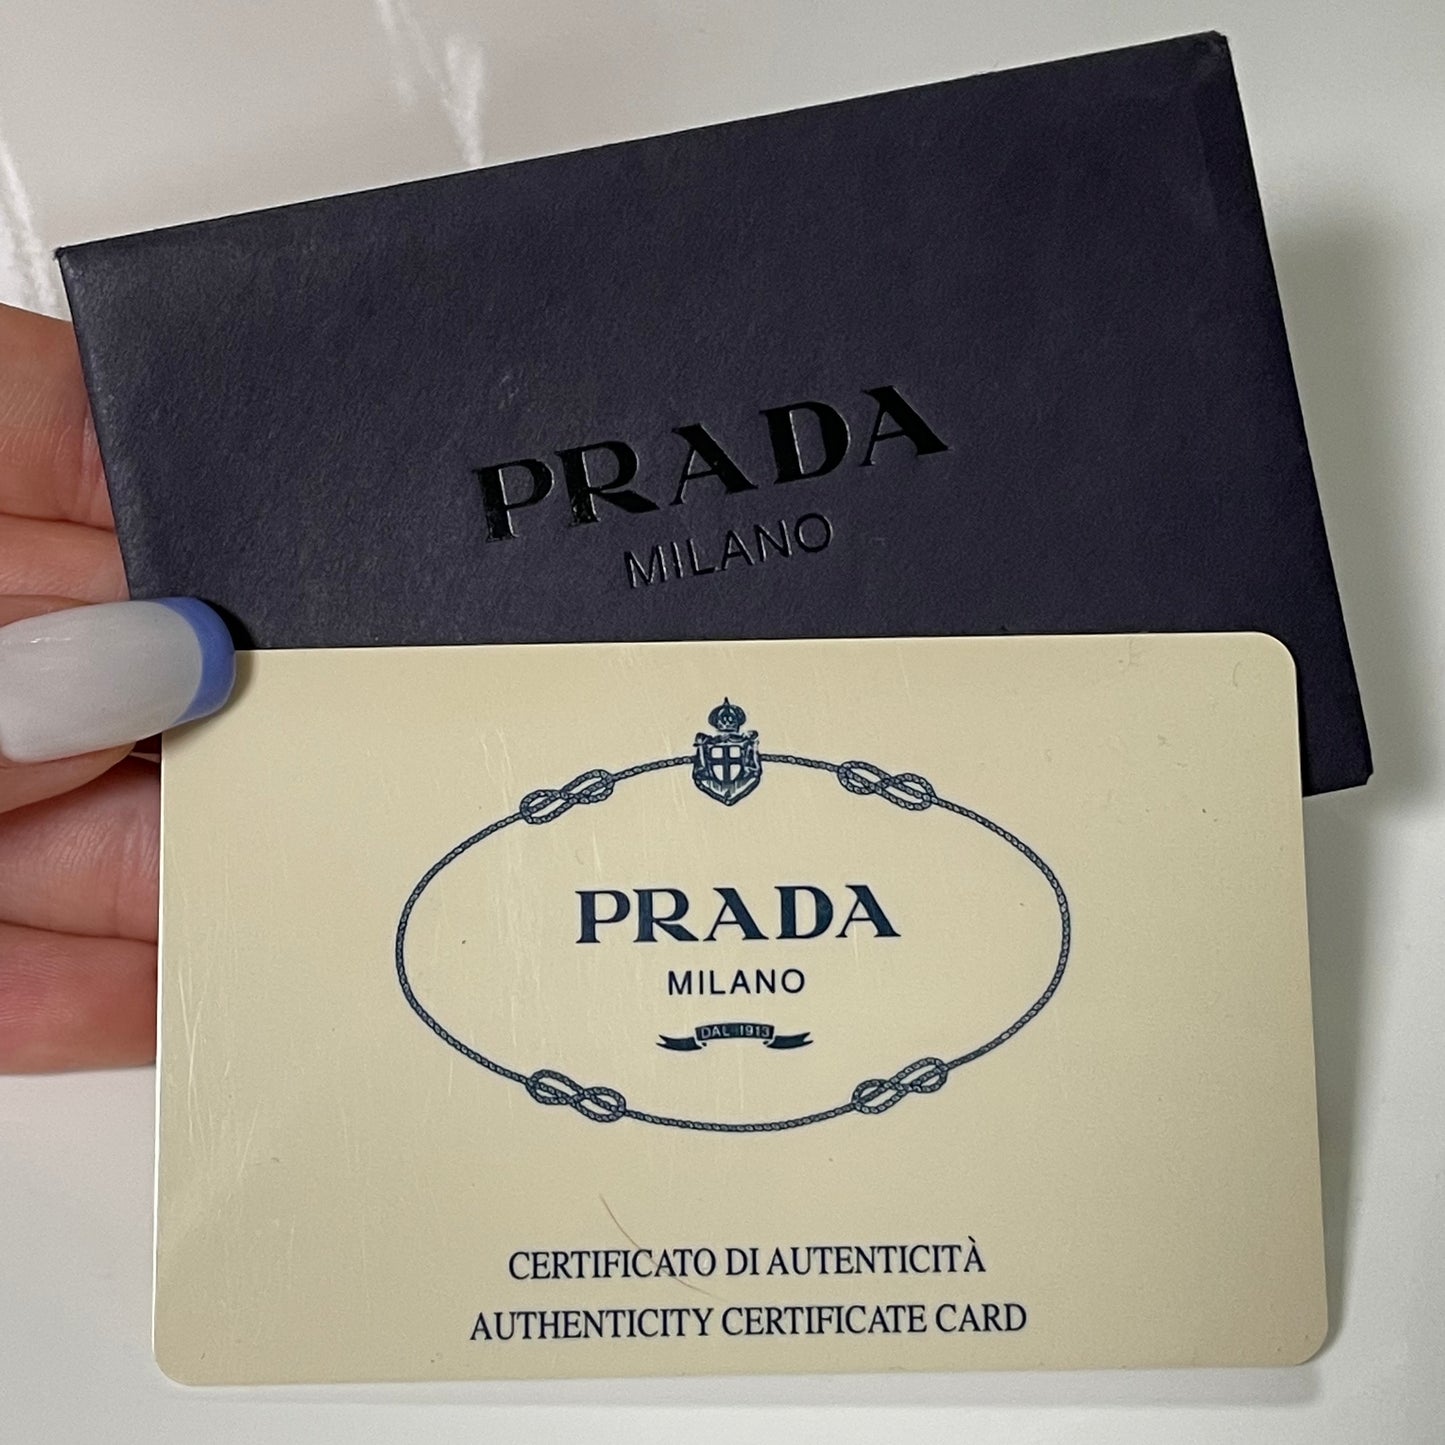 PRADA
MILANO
PRADA
MILANO
DAL 1913
CERTIFICATO DI AUTENTICITÀ
AUTHENTICITY CERTIFICATE CARD